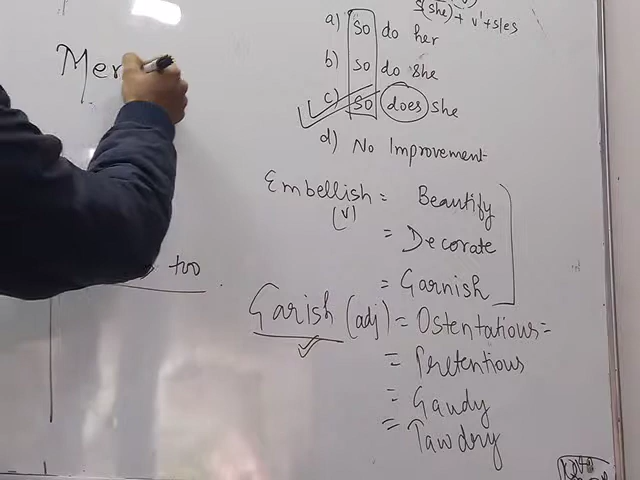 Mer
too
S(she) + v' + s/es
a) so do her
b) so do she
c) so does she
d) No Improvement
Embellish = Beautify
(v)
= Decorate
= Garnish
Garish (adj) = Ostentatious =
= Pretentious
= Gaudy
= Tawdry